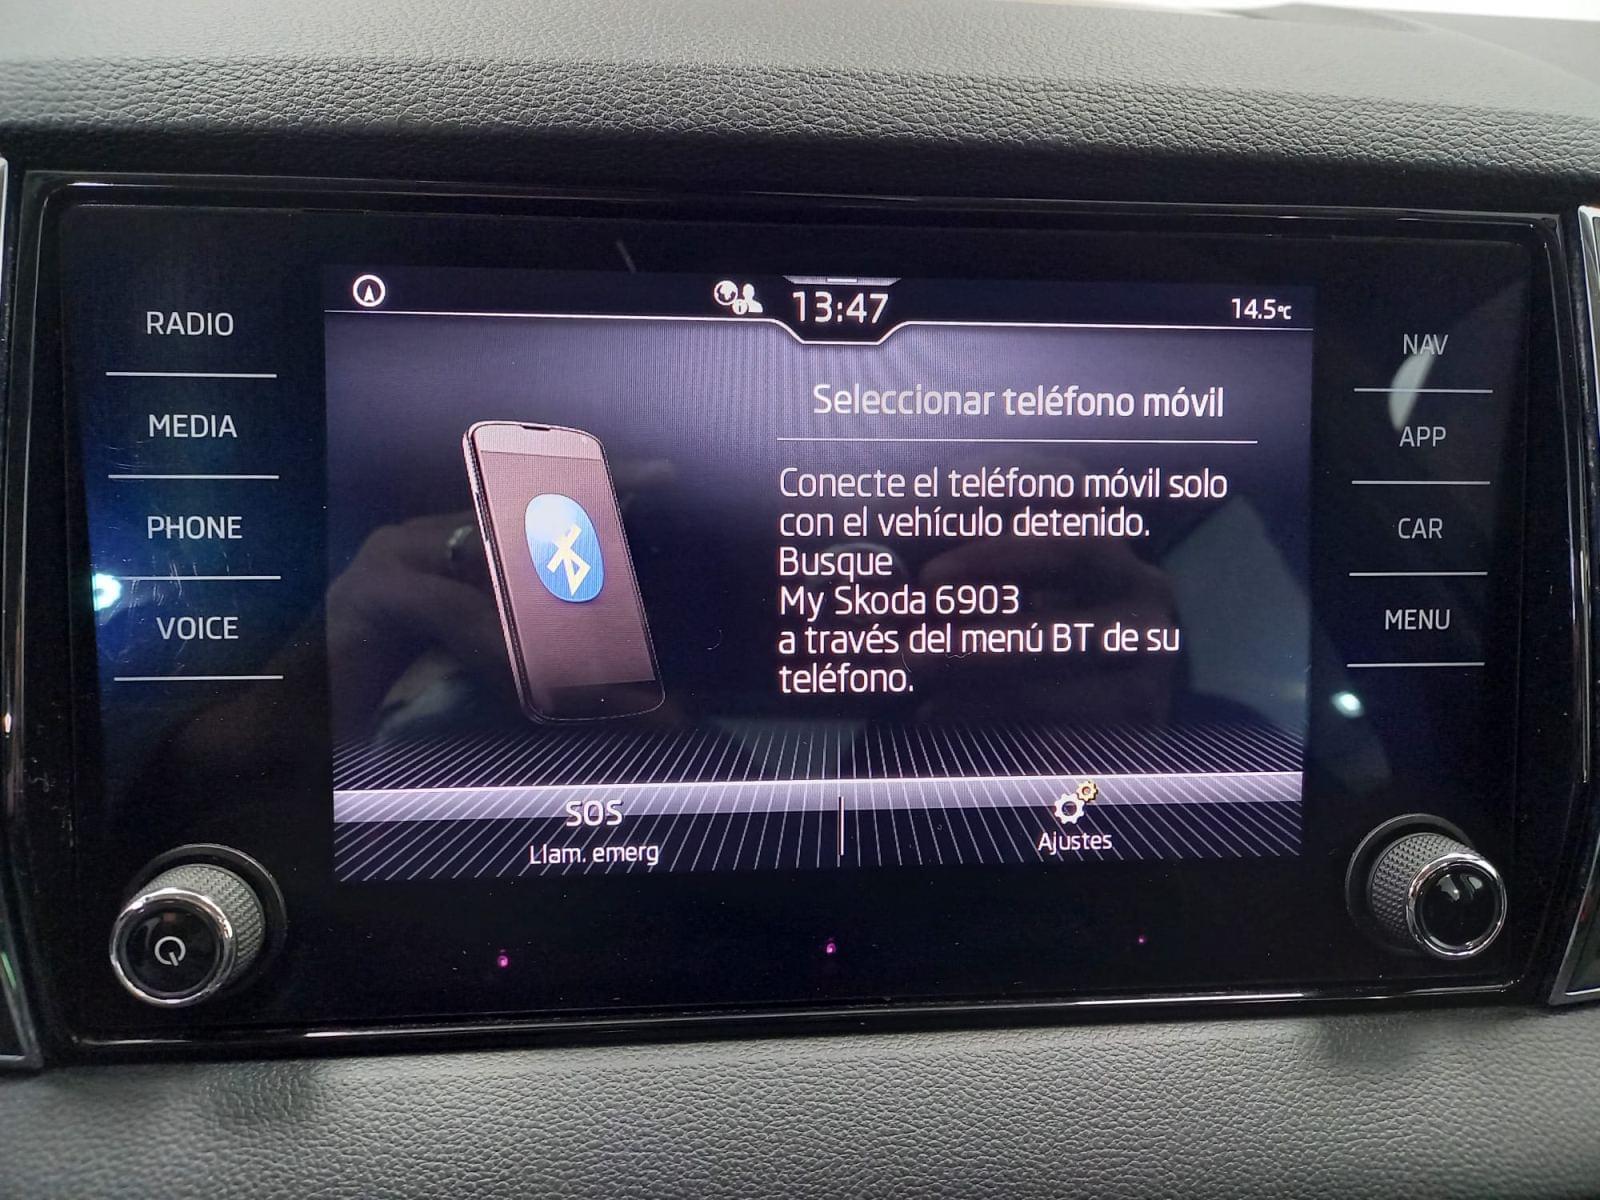 13:47
14.5°C
RADIO
MEDIA
PHONE
VOICE
Seleccionar teléfono móvil
Conecte el teléfono móvil solo
con el vehículo detenido.
Busque
My Skoda 6903
a través del menú BT de su
teléfono.
SOS
Llam. emerg
Ajustes
NAV
APP
CAR
MENU